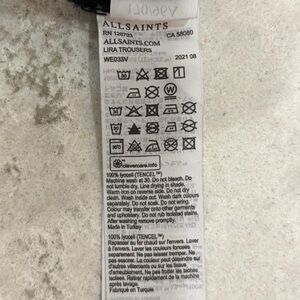 ALLSAINTS
RN 120793
CA 58080
ALLSAINTS.COM
LIRA TROUSERS
WE033V
2021 08
clevercare.info
100% lyocell (TENCEL™)
Machine wash at 30. Do not bleach. Do
not tumble dry. Line drying in shade.
Warm iron on reverse side. Do not dry
clean. Wash inside out. Wash dark colours
separately. Do not soak. Do not wring.
Colour may transfer onto other garments
and upholstery. Do not rub isolated stains.
After washing remove promptly.
Made in Turkey
100% lyocell (TENCEL™)
Repasser au fer chaud sur l'envers. Laver
les couleurs foncées séparément.
Ne pas laisser tremper. Ne
pas essorer. La couleur peut
déteindre sur d'autres vêtements et sur les tissus
d'ameublement. Ne pas frotter les taches
isolées. Retirer rapidement de la machine
après lavage.
Fabriqué en Turquie